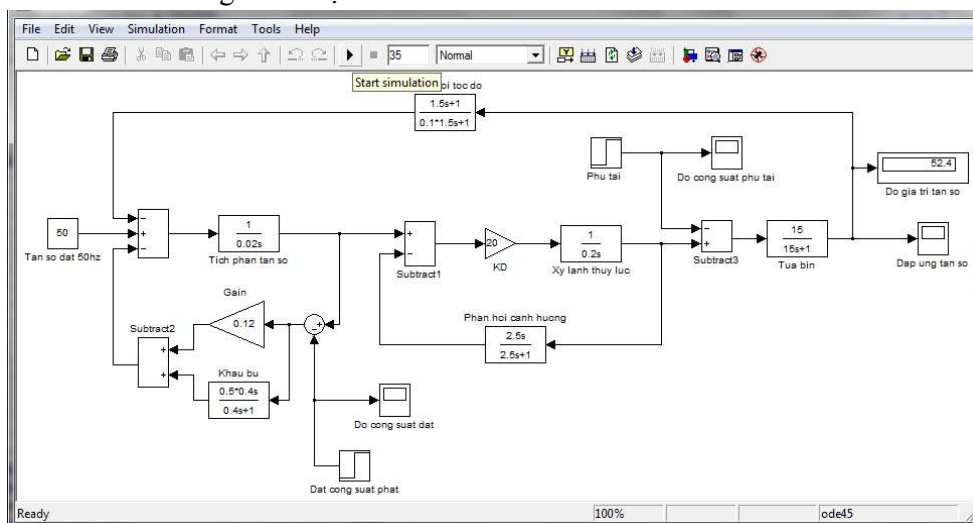 File Edit View Simulation Format Tools Help
35 Normal
Start simulation
oi toc do
1.5s+1
0.1*1.5s+1
Phu tai
Do cong suat phu tai
52.4
Do gia tri tan so
50
Tan so dat 50hz
1
0.02s
Tich phan tan so
Subtract1
20
KD
1
0.2s
Xy lanh thuy luc
Subtract3
15
15s+1
Tua bin
Dap ung tan so
Gain
0.12
Subtract2
Phan hoi canh huong
2.5s
2.5s+1
Khau bu
0.5*0.4s
0.4s+1
Do cong suat dat
Dat cong suat phat
Ready 100% ode45